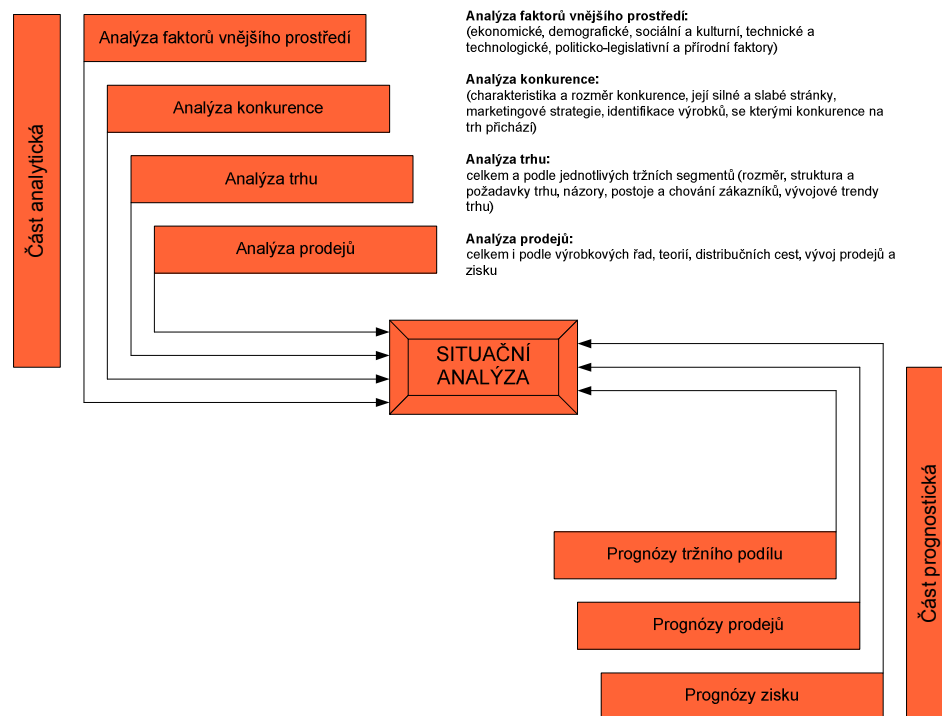 Část analytická
Analýza faktorů vnějšího prostředí
Analýza konkurence
Analýza trhu
Analýza prodejů
Analýza faktorů vnějšího prostředí:
(ekonomické, demografické, sociální a kulturní, technické a
technologické, politicko-legislativní a přírodní faktory)
Analýza konkurence:
(charakteristika a rozměr konkurence, její silné a slabé stránky,
marketingové strategie, identifikace výrobků, se kterými konkurence na
trh přichází)
Analýza trhu:
celkem a podle jednotlivých tržních segmentů (rozměr, struktura a
požadavky trhu, názory, postoje a chování zákazníků, vývojové trendy
trhu)
Analýza prodejů:
celkem i podle výrobkových řad, teorií, distribučních cest, vývoj prodejů a
zisku
SITUAČNÍ
ANALÝZA
Prognózy tržního podílu
Prognózy prodejů
Prognózy zisku
Část prognostická